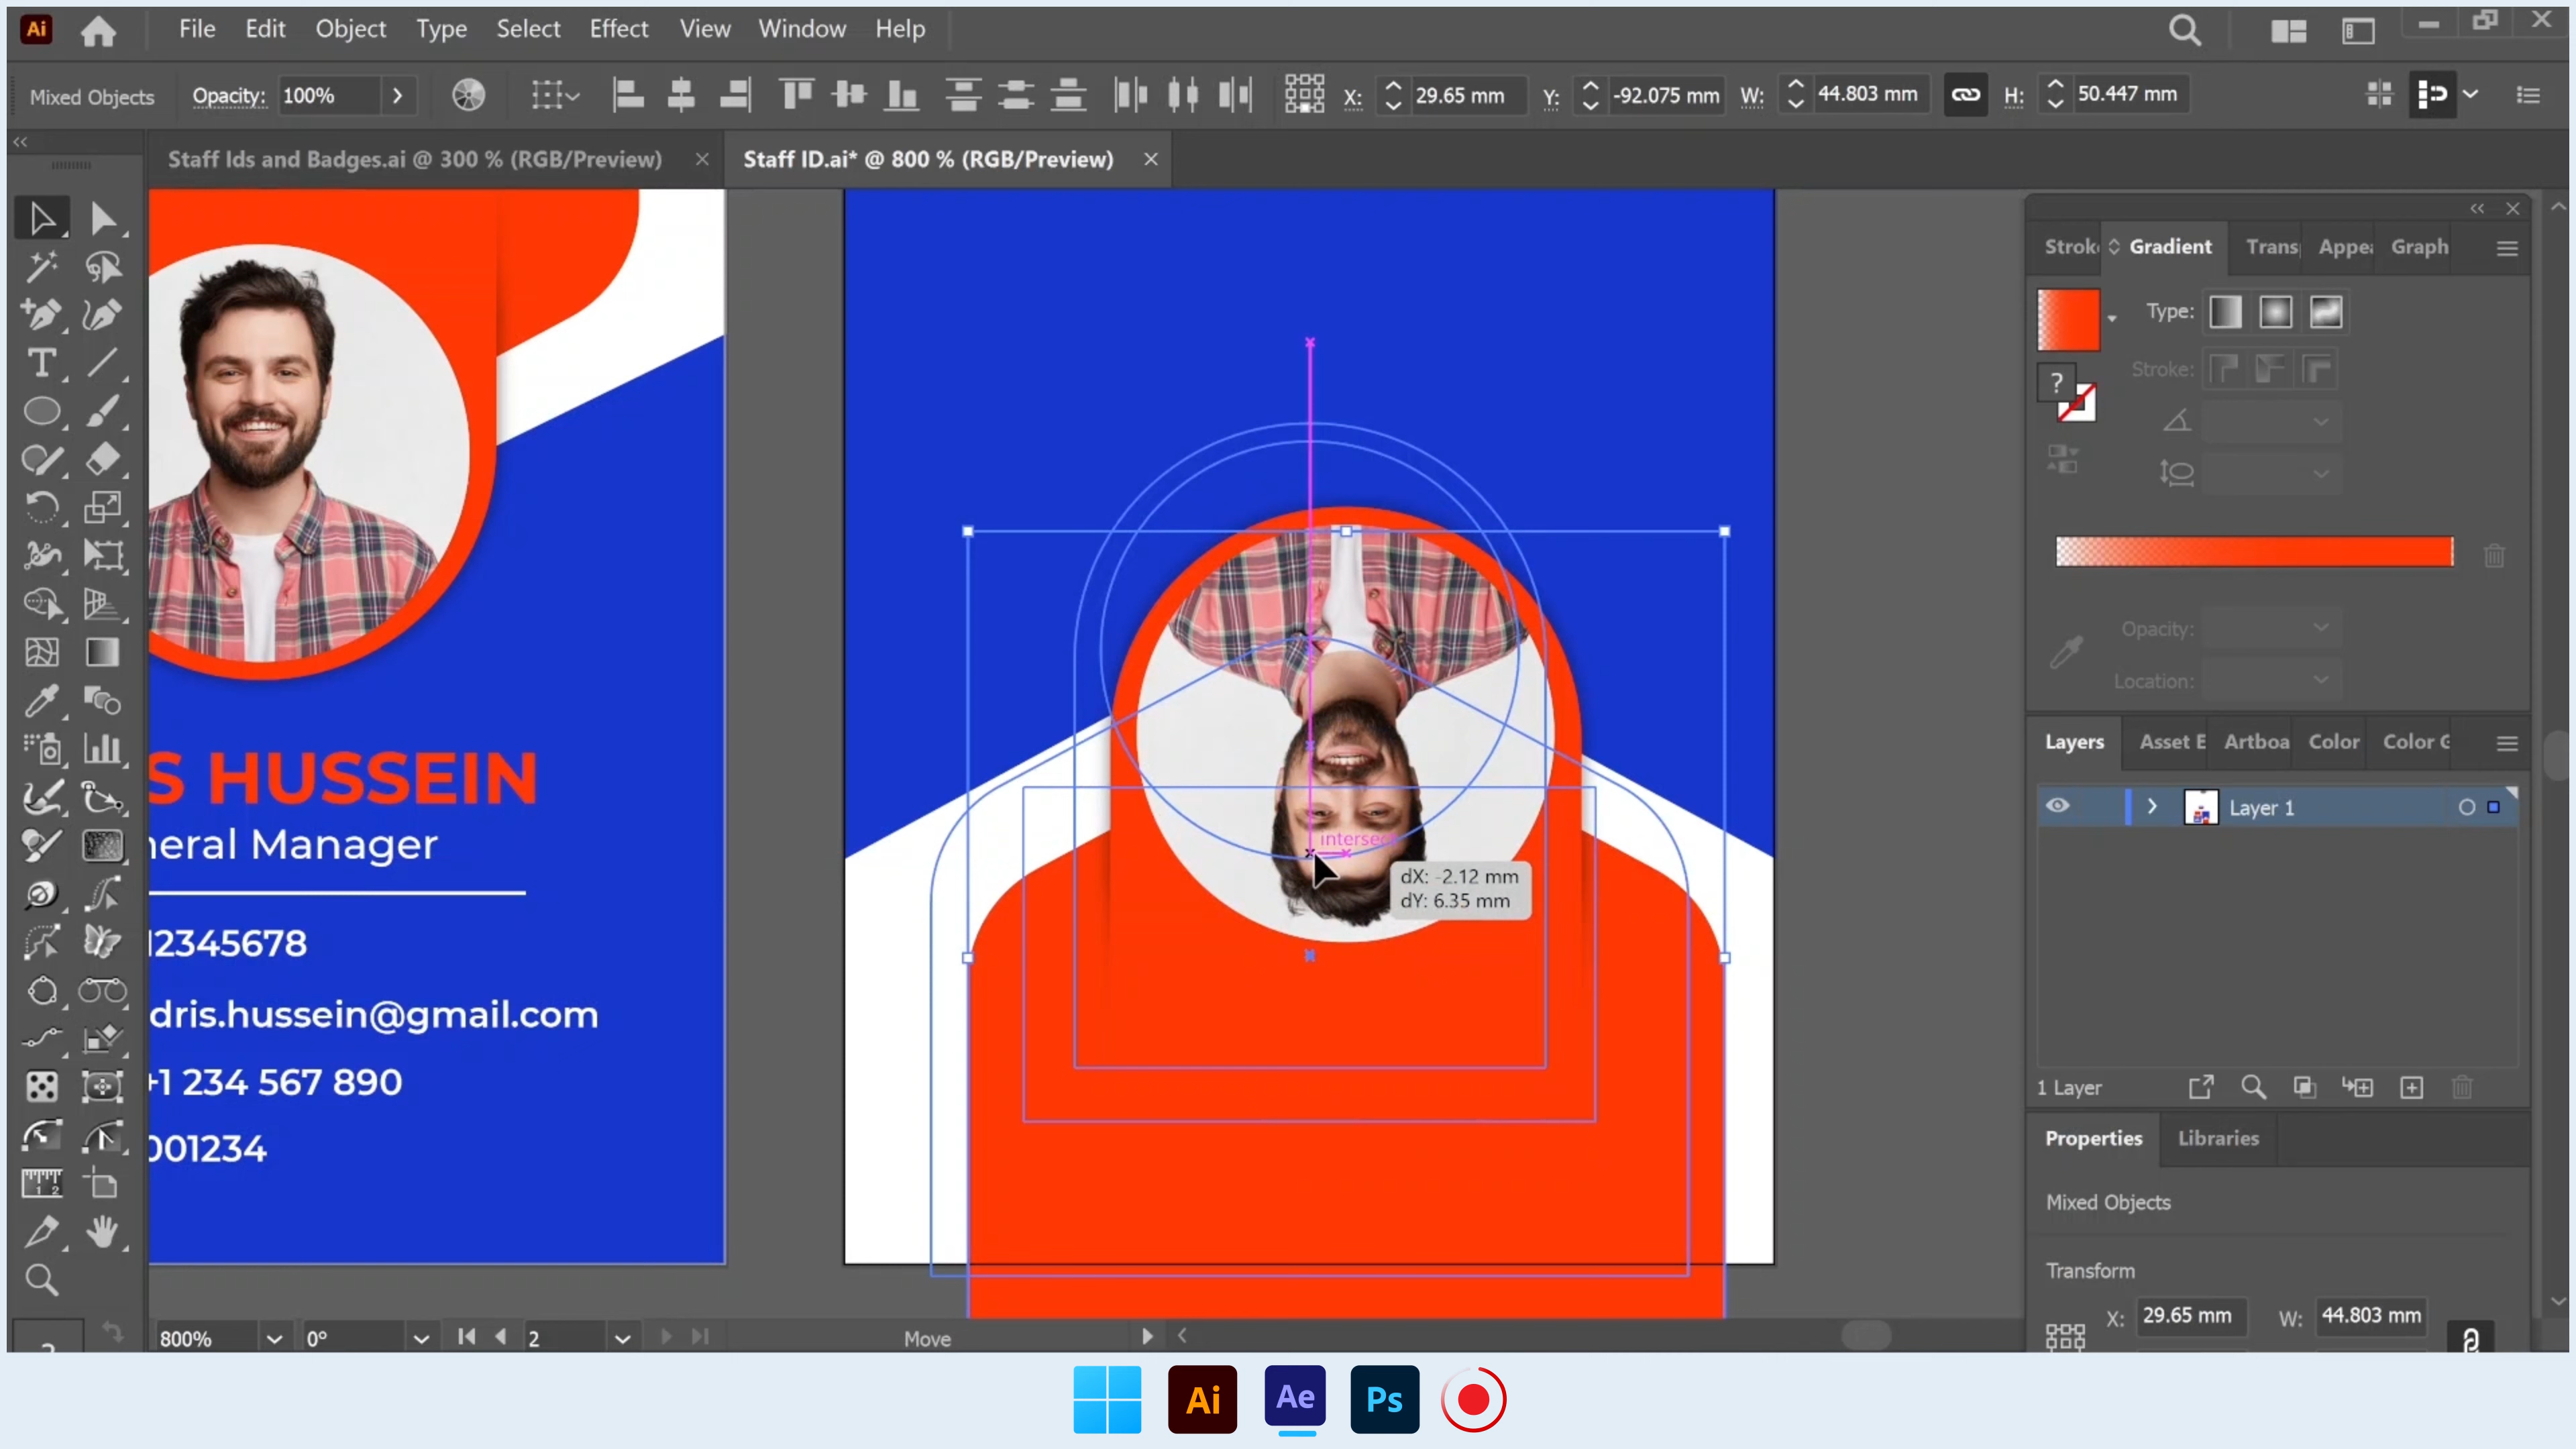 Ai File Edit Object Type Select Effect View Window Help
Mixed Objects Opacity: 100% X: 29.65 mm Y: -92.075 mm W: 44.803 mm H: 50.447 mm
Staff Ids and Badges.ai @ 300 % (RGB/Preview) Staff ID.ai* @ 800 % (RGB/Preview)
Strok Gradient Trans Appea Graph
Type:
Stroke:
?
Opacity:
Location:
S HUSSEIN
neral Manager
12345678
dris.hussein@gmail.com
+1 234 567 890
001234
intersect
dX: -2.12 mm
dY: 6.35 mm
Layers Asset E Artboa Color Color G
Layer 1
1 Layer
Properties Libraries
Mixed Objects
Transform
X: 29.65 mm W: 44.803 mm
800% 0° 2 Move
Ai Ae Ps